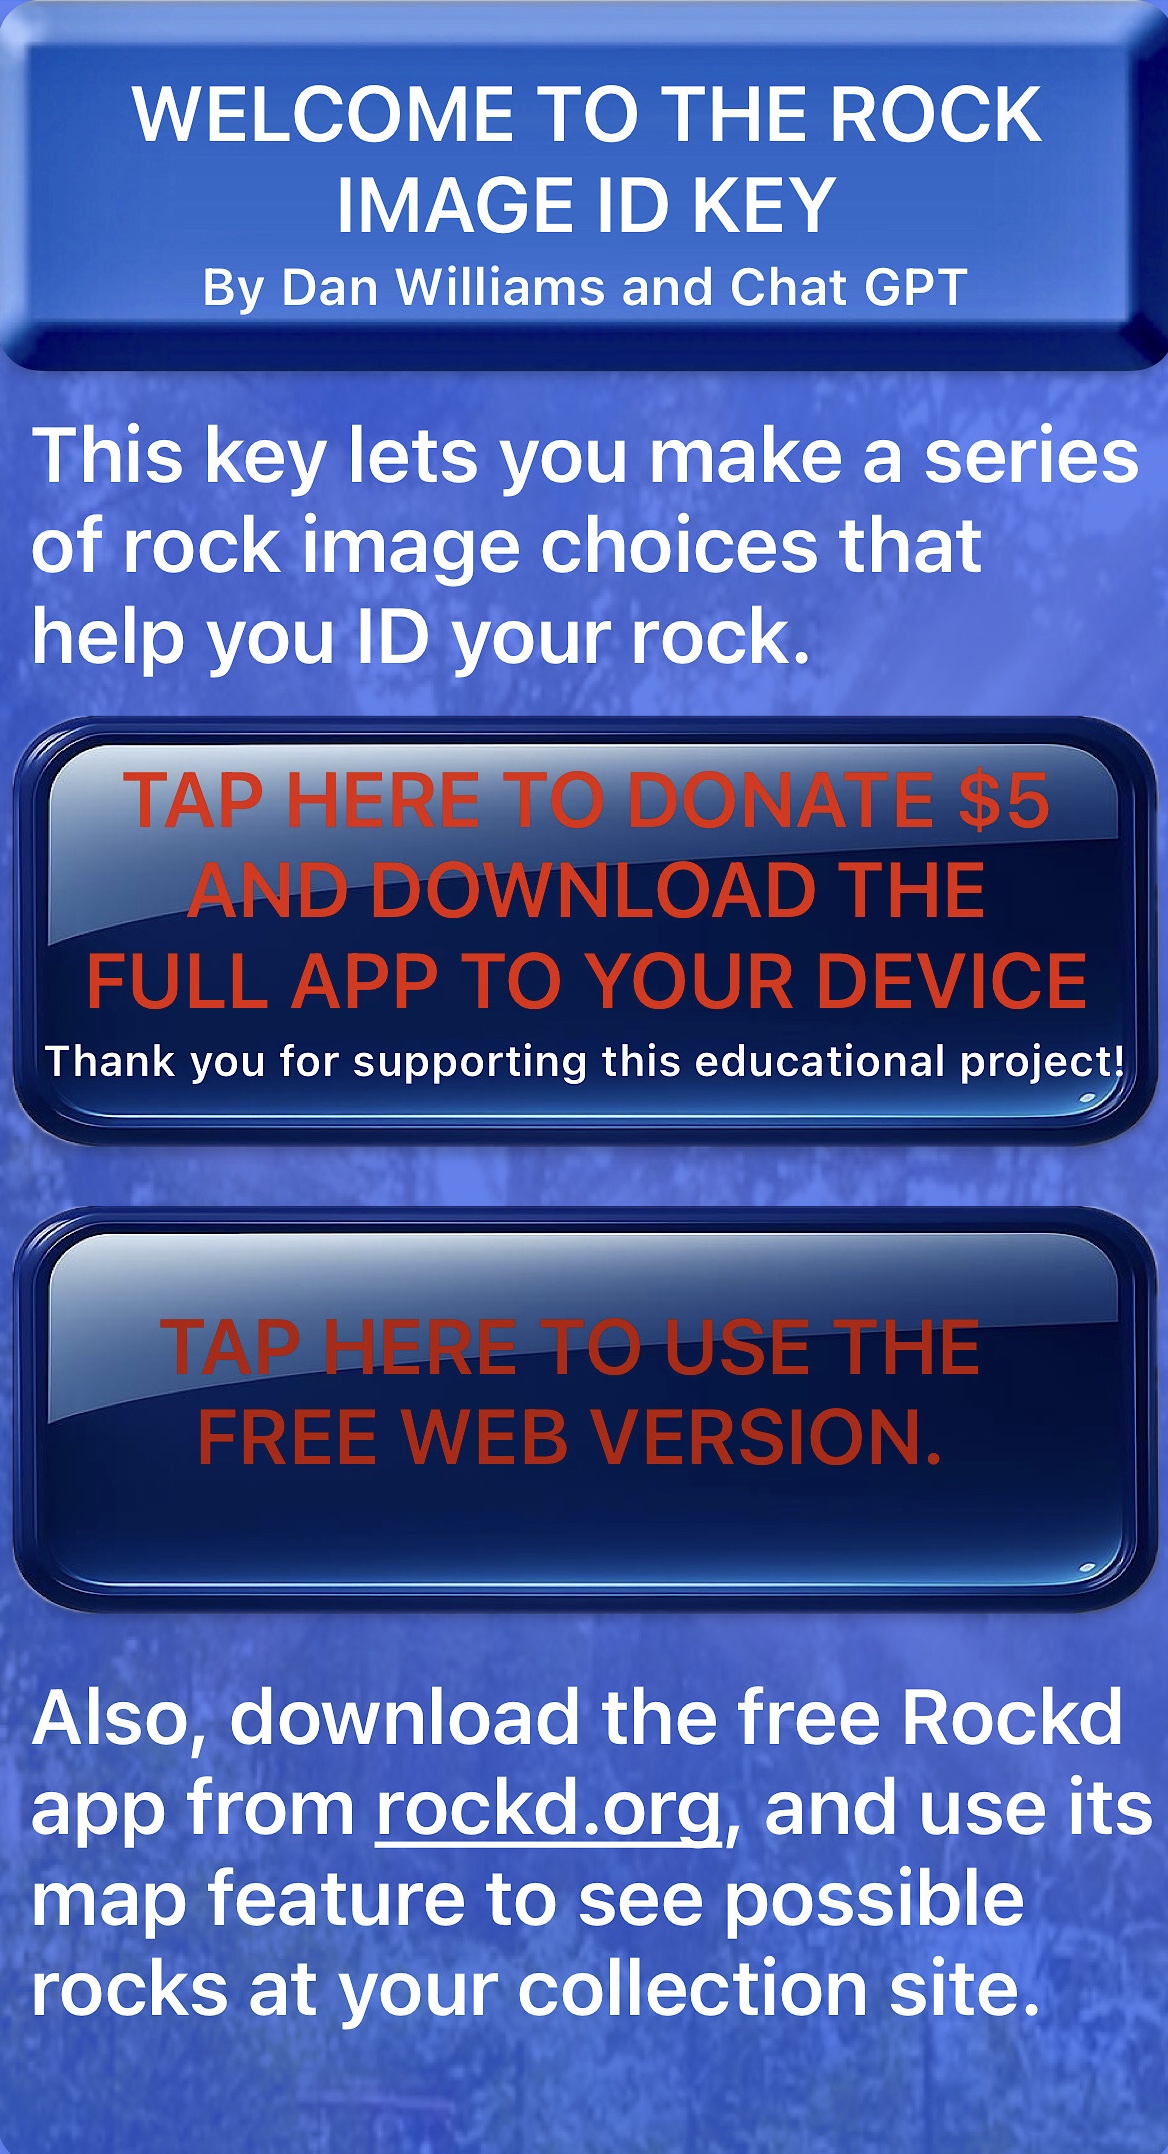 WELCOME TO THE ROCK
IMAGE ID KEY
By Dan Williams and Chat GPT
This key lets you make a series
of rock image choices that
help you ID your rock.
TAP HERE TO DONATE $5
AND DOWNLOAD THE
FULL APP TO YOUR DEVICE
Thank you for supporting this educational project!
TAP HERE TO USE THE
FREE WEB VERSION.
Also, download the free Rockd
app from rockd.org, and use its
map feature to see possible
rocks at your collection site.